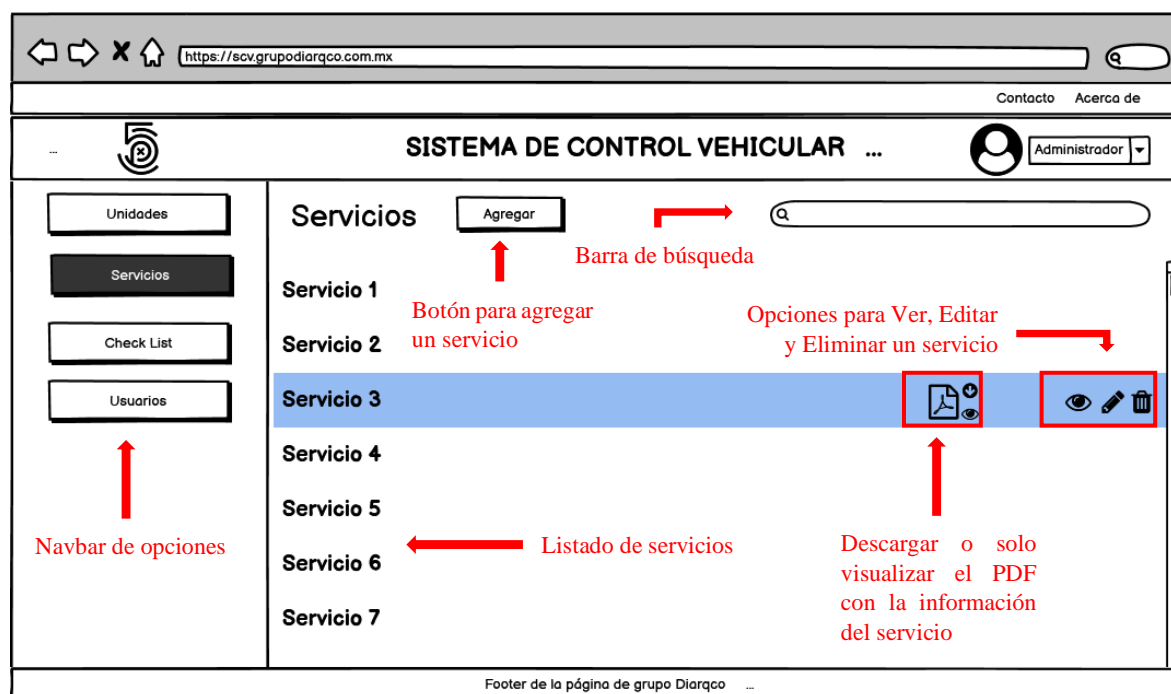 https://scv.grupodiarqco.com.mx
Contacto Acerca de
... SISTEMA DE CONTROL VEHICULAR ... Administrador
Unidades
Servicios
Check List
Usuarios
Navbar de opciones
Servicios Agregar
Barra de búsqueda
Botón para agregar
un servicio
Opciones para Ver, Editar
y Eliminar un servicio
Servicio 1
Servicio 2
Servicio 3
Servicio 4
Servicio 5
Servicio 6
Servicio 7
Listado de servicios
Descargar o solo
visualizar el PDF
con la información
del servicio
Footer de la página de grupo Diarqco ...